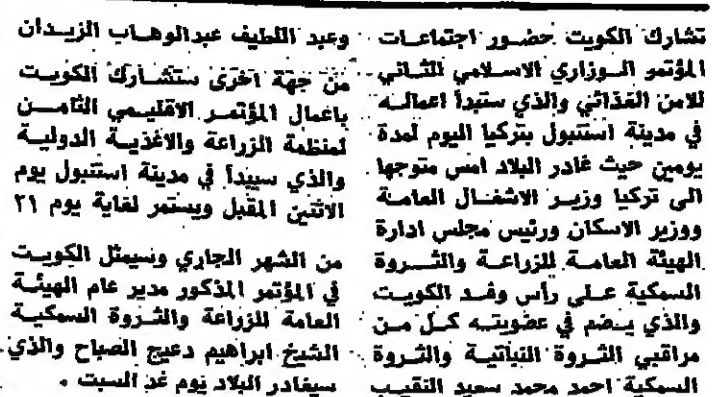 تشارك الكويت حضور اجتماعات
المؤتمر الوزاري الاسلامي الثاني
للامن الغذائي والذي ستبدأ اعماله
في مدينة استنبول بتركيا اليوم لمدة
يومين حيث غادر البلاد امس متوجها
الى تركيا وزير الاشغال العامة
ووزير الاسكان ورئيس مجلس ادارة
الهيئة العامة للزراعة والثروة
السمكية على رأس وفد الكويت
والذي ينضم في عضويته كل من
مراقبي الثروة النباتية والثروة
السمكية احمد محمد سعيد النقيب
وعبد اللطيف عبدالوهاب الزيدان
من جهة اخرى ستشارك الكويت
باعمال المؤتمر الاقليمي الثامن
لمنظمة الزراعة والاغذية الدولية
والذي سيبدأ في مدينة استنبول يوم
الاثنين المقبل ويستمر لغاية يوم ٢١
من الشهر الجاري وسيمثل الكويت
في المؤتمر المذكور مدير عام الهيئة
العامة للزراعة والثروة السمكية
الشيخ ابراهيم دعيج الصباح والذي
سيغادر البلاد يوم غد السبت .